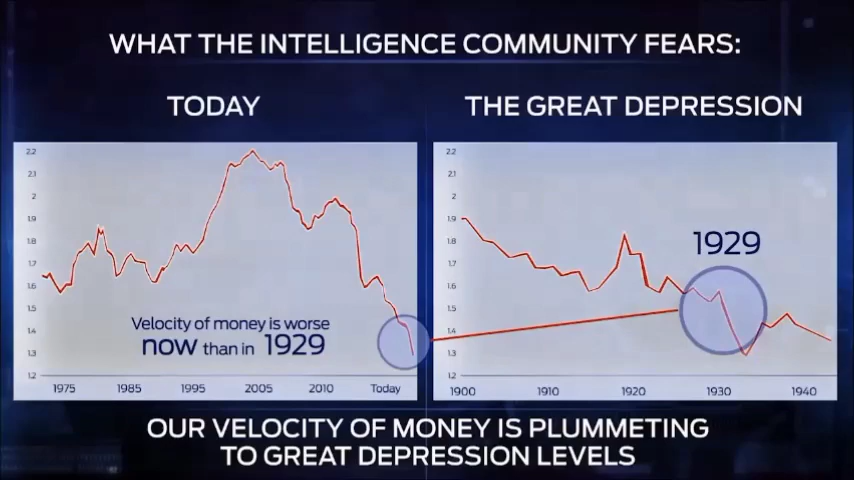 WHAT THE INTELLIGENCE COMMUNITY FEARS:
TODAY
2.2
2.1
2
1.9
1.8
1.7
1.6
1.5
1.4
1.3
1.2
Velocity of money is worse
now than in 1929
1975 1985 1995 2005 2010 Today
THE GREAT DEPRESSION
2.2
2.1
2
1.9
1.8
1.7
1.6
1.5
1.4
1.3
1.2
1929
1900 1910 1920 1930 1940
OUR VELOCITY OF MONEY IS PLUMMETING
TO GREAT DEPRESSION LEVELS